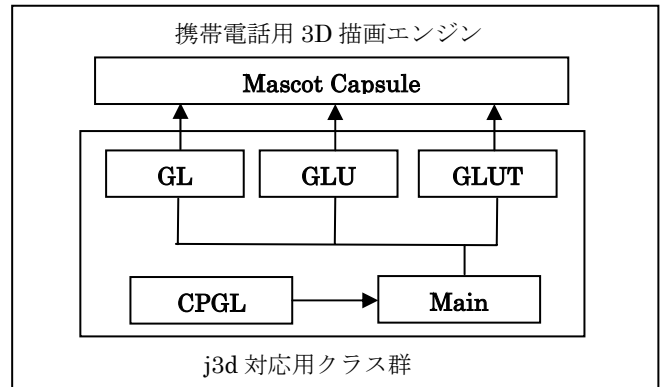 携帯電話用 3D 描画エンジン
Mascot Capsule
GL GLU GLUT
CPGL Main
j3d 対応用クラス群